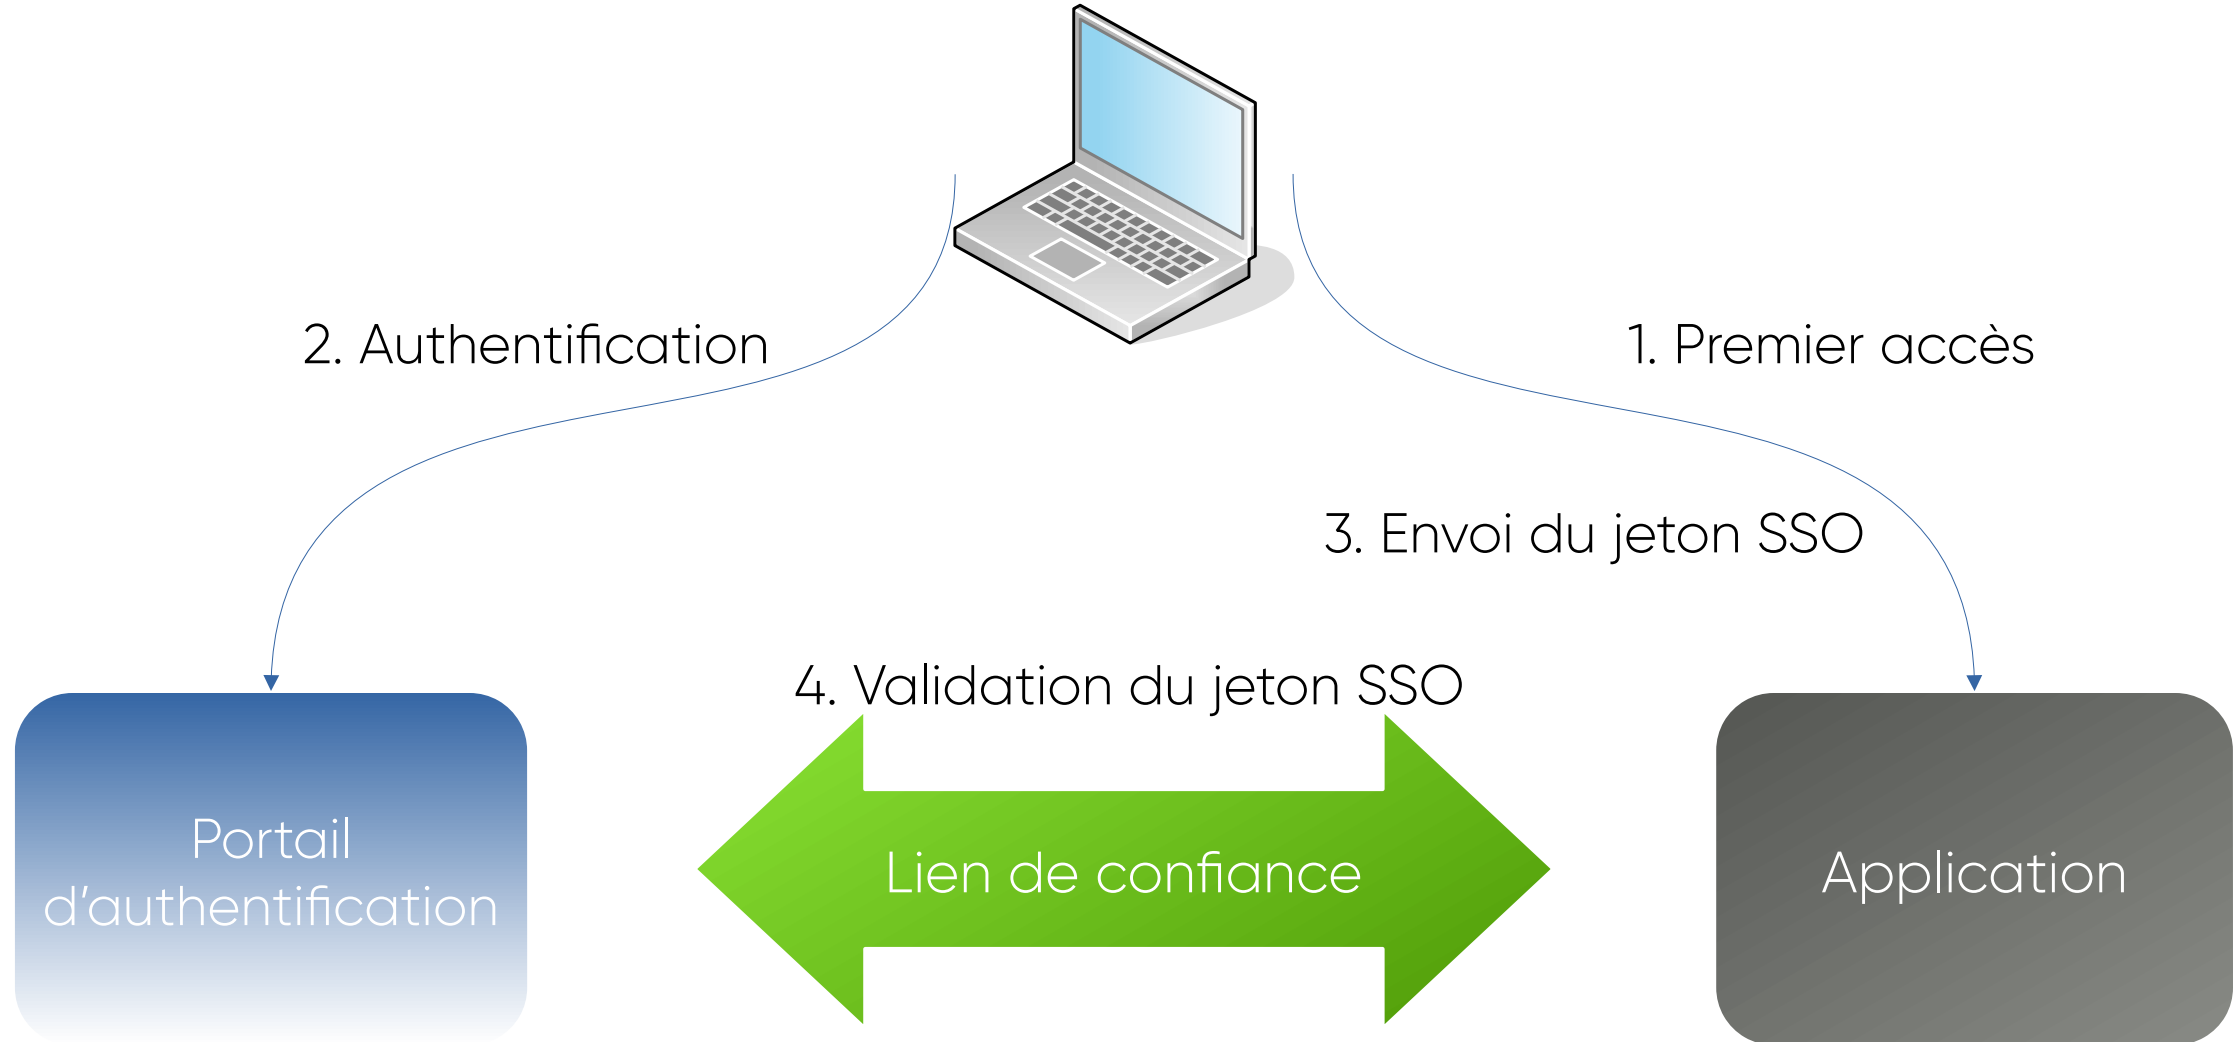 2. Authentification
1. Premier accès
3. Envoi du jeton SSO
4. Validation du jeton SSO
Portail
d’authentification
Lien de confiance
Application